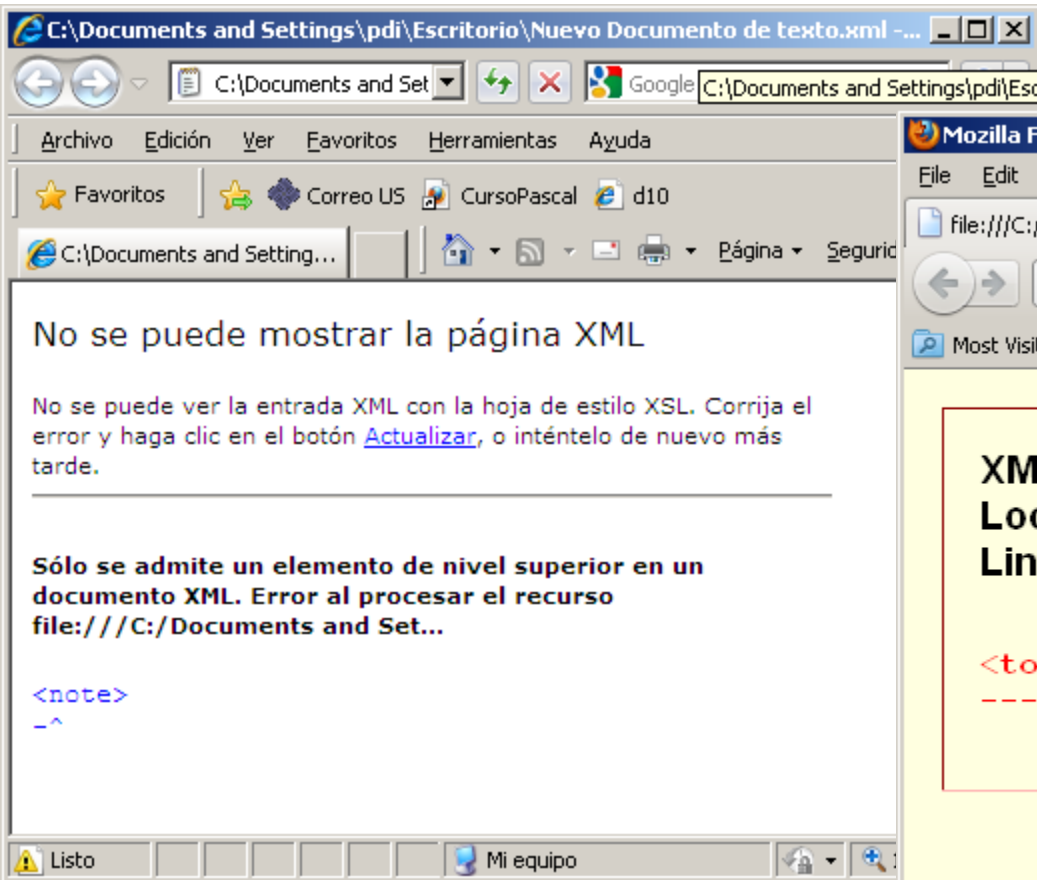 C:\Documents and Settings\pdi\Escritorio\Nuevo Documento de texto.xml -...
C:\Documents and Set
Google
C:\Documents and Settings\pdi\Esc
Archivo Edición Ver Favoritos Herramientas Ayuda
Favoritos Correo US CursoPascal d10
C:\Documents and Setting... Página Segurid
No se puede mostrar la página XML
No se puede ver la entrada XML con la hoja de estilo XSL. Corrija el
error y haga clic en el botón Actualizar, o inténtelo de nuevo más
tarde.
Sólo se admite un elemento de nivel superior en un
documento XML. Error al procesar el recurso
file:///C:/Documents and Set...
<note>
-^
Listo Mi equipo
Mozilla F
File Edit
file:///C:/
Most Visi
XM
Loc
Lin
<to
---